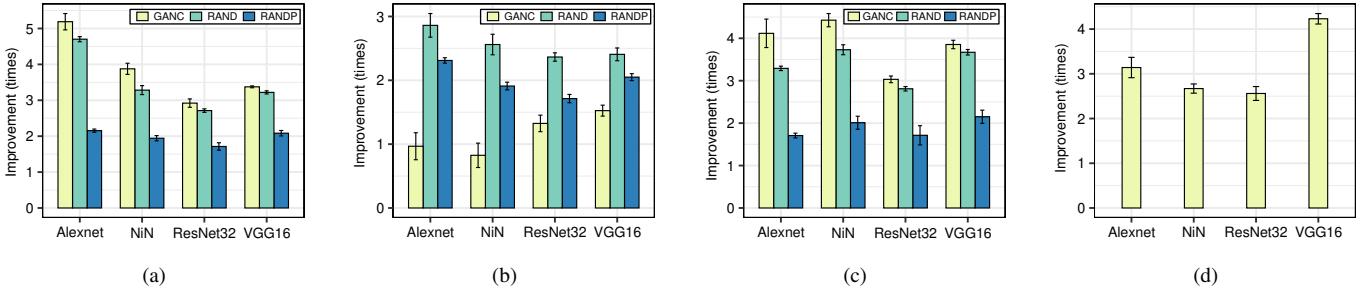 GANC RAND RANDP
Improvement (times)
5
4
3
2
1
0
Alexnet NiN ResNet32 VGG16
(a)
GANC RAND RANDP
Improvement (times)
3
2
1
0
Alexnet NiN ResNet32 VGG16
(b)
GANC RAND RANDP
Improvement (times)
4
3
2
1
0
Alexnet NiN ResNet32 VGG16
(c)
Improvement (times)
4
3
2
1
0
Alexnet NiN ResNet32 VGG16
(d)